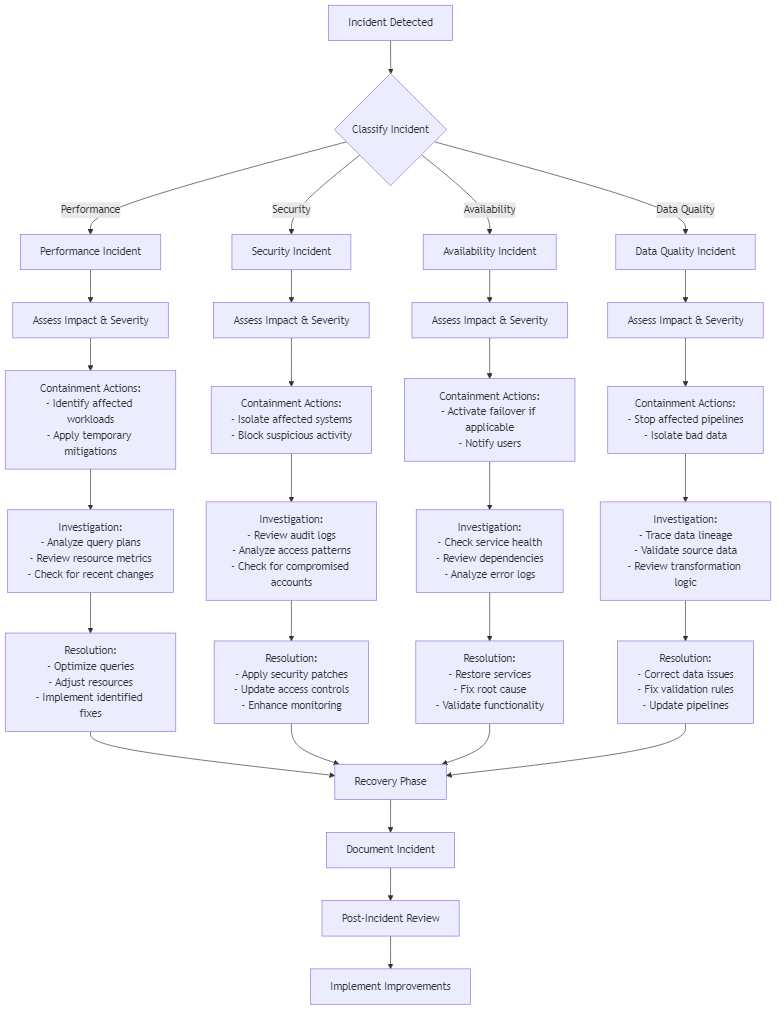 Incident Detected
Classify Incident
Performance
Security
Availability
Data Quality
Performance Incident
Security Incident
Availability Incident
Data Quality Incident
Assess Impact & Severity
Assess Impact & Severity
Assess Impact & Severity
Assess Impact & Severity
Containment Actions:
- Identify affected
workloads
- Apply temporary
mitigations
Containment Actions:
- Isolate affected systems
- Block suspicious activity
Containment Actions:
- Activate failover if
applicable
- Notify users
Containment Actions:
- Stop affected pipelines
- Isolate bad data
Investigation:
- Analyze query plans
- Review resource metrics
- Check for recent changes
Investigation:
- Review audit logs
- Analyze access patterns
- Check for compromised
accounts
Investigation:
- Check service health
- Review dependencies
- Analyze error logs
Investigation:
- Trace data lineage
- Validate source data
- Review transformation
logic
Resolution:
- Optimize queries
- Adjust resources
- Implement identified
fixes
Resolution:
- Apply security patches
- Update access controls
- Enhance monitoring
Resolution:
- Restore services
- Fix root cause
- Validate functionality
Resolution:
- Correct data issues
- Fix validation rules
- Update pipelines
Recovery Phase
Document Incident
Post-Incident Review
Implement Improvements